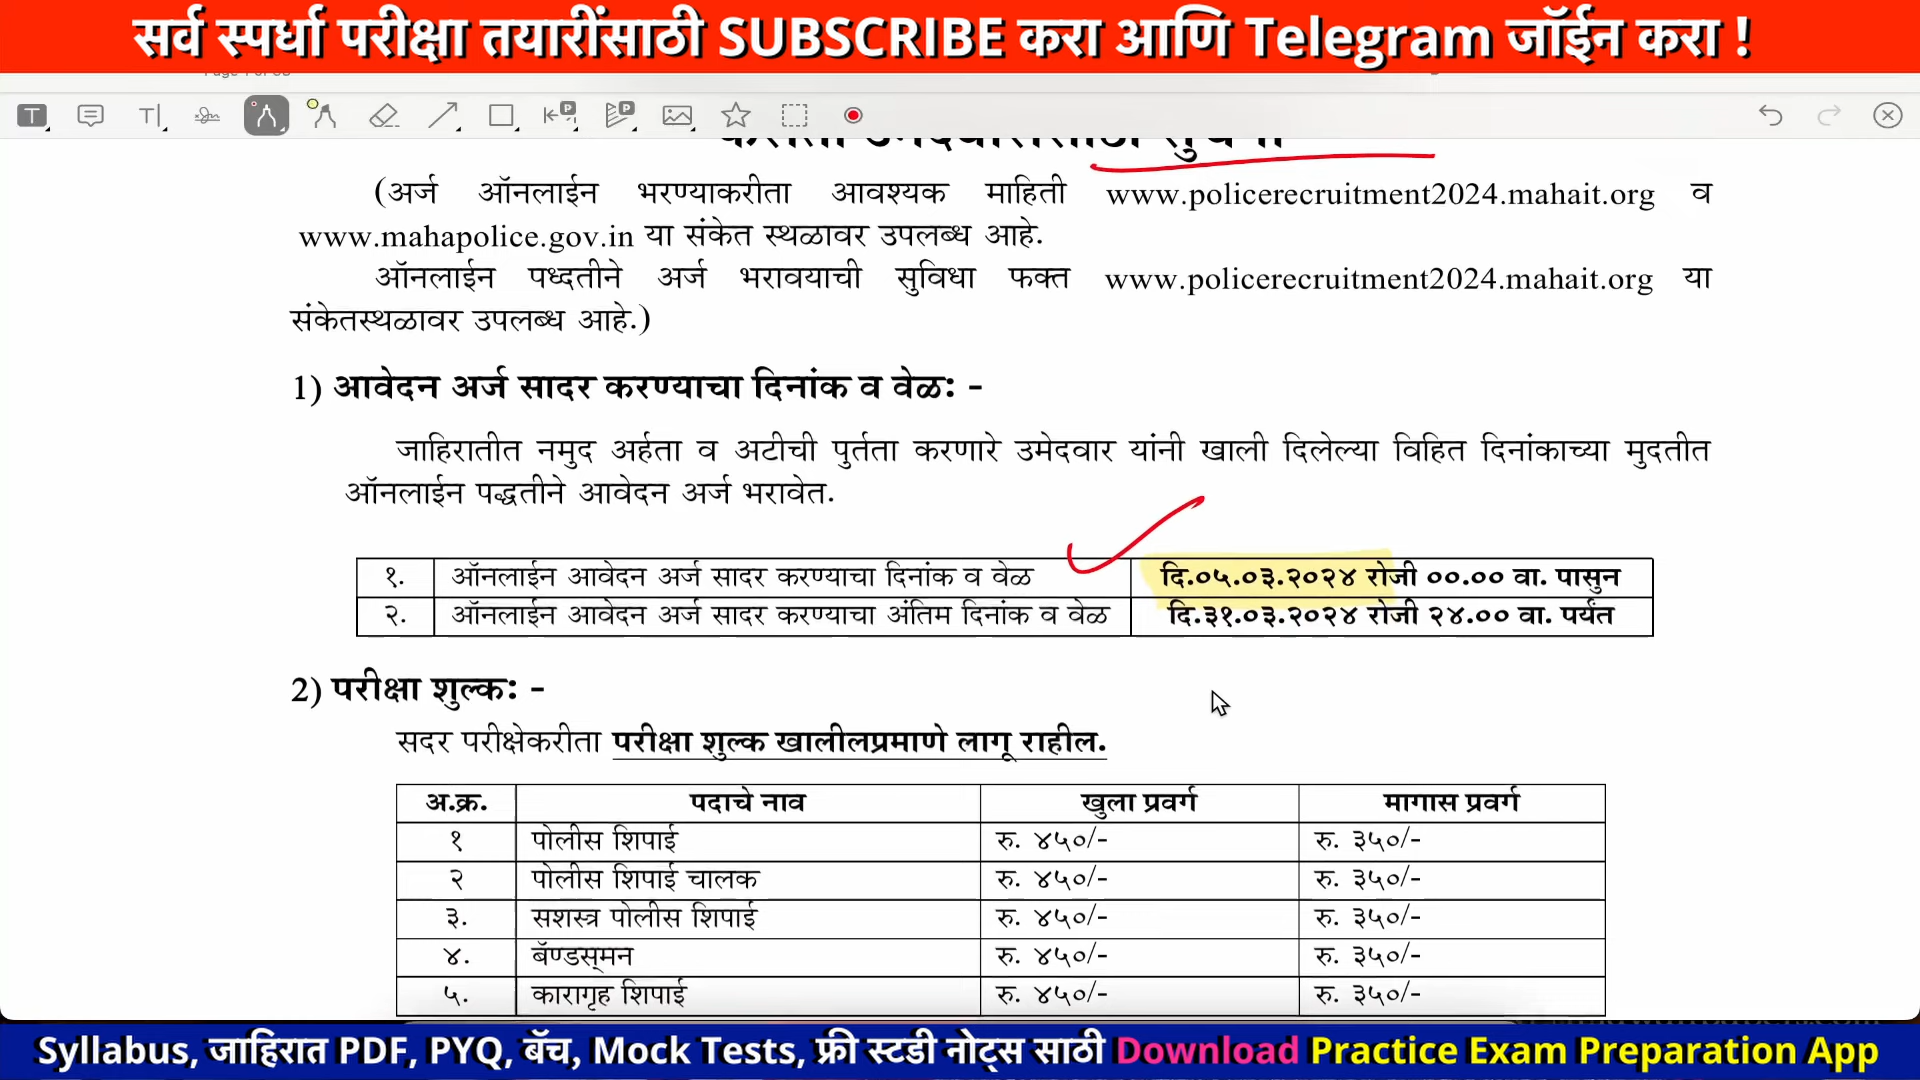 सर्व स्पर्धा परीक्षा तयारींसाठी SUBSCRIBE करा आणि Telegram जॉईन करा !
(अर्ज ऑनलाईन भरण्याकरीता आवश्यक माहिती www.policerecruitment2024.mahait.org व
www.mahapolice.gov.in या संकेत स्थळावर उपलब्ध आहे.
ऑनलाईन पध्दतीने अर्ज भरावयाची सुविधा फक्त www.policerecruitment2024.mahait.org या
संकेतस्थळावर उपलब्ध आहे.)
1) आवेदन अर्ज सादर करण्याचा दिनांक व वेळ: -
जाहिरातीत नमुद अर्हता व अटीची पुर्तता करणारे उमेदवार यांनी खाली दिलेल्या विहित दिनांकाच्या मुदतीत
ऑनलाईन पद्धतीने आवेदन अर्ज भरावेत.
१. ऑनलाईन आवेदन अर्ज सादर करण्याचा दिनांक व वेळ दि.०५.०३.२०२४ रोजी ००.०० वा. पासुन
२. ऑनलाईन आवेदन अर्ज सादर करण्याचा अंतिम दिनांक व वेळ दि.३१.०३.२०२४ रोजी २४.०० वा. पर्यंत
2) परीक्षा शुल्क: -
सदर परीक्षेकरीता परीक्षा शुल्क खालीलप्रमाणे लागू राहील.
अ.क्र. पदाचे नाव खुला प्रवर्ग मागास प्रवर्ग
१ पोलीस शिपाई रु. ४५०/- रु. ३५०/-
२ पोलीस शिपाई चालक रु. ४५०/- रु. ३५०/-
३. सशस्त्र पोलीस शिपाई रु. ४५०/- रु. ३५०/-
४. बॅण्डस्‌मन रु. ४५०/- रु. ३५०/-
५. कारागृह शिपाई रु. ४५०/- रु. ३५०/-
Syllabus, जाहिरात PDF, PYQ, बॅच, Mock Tests, फ्री स्टडी नोट्स साठी Download Practice Exam Preparation App